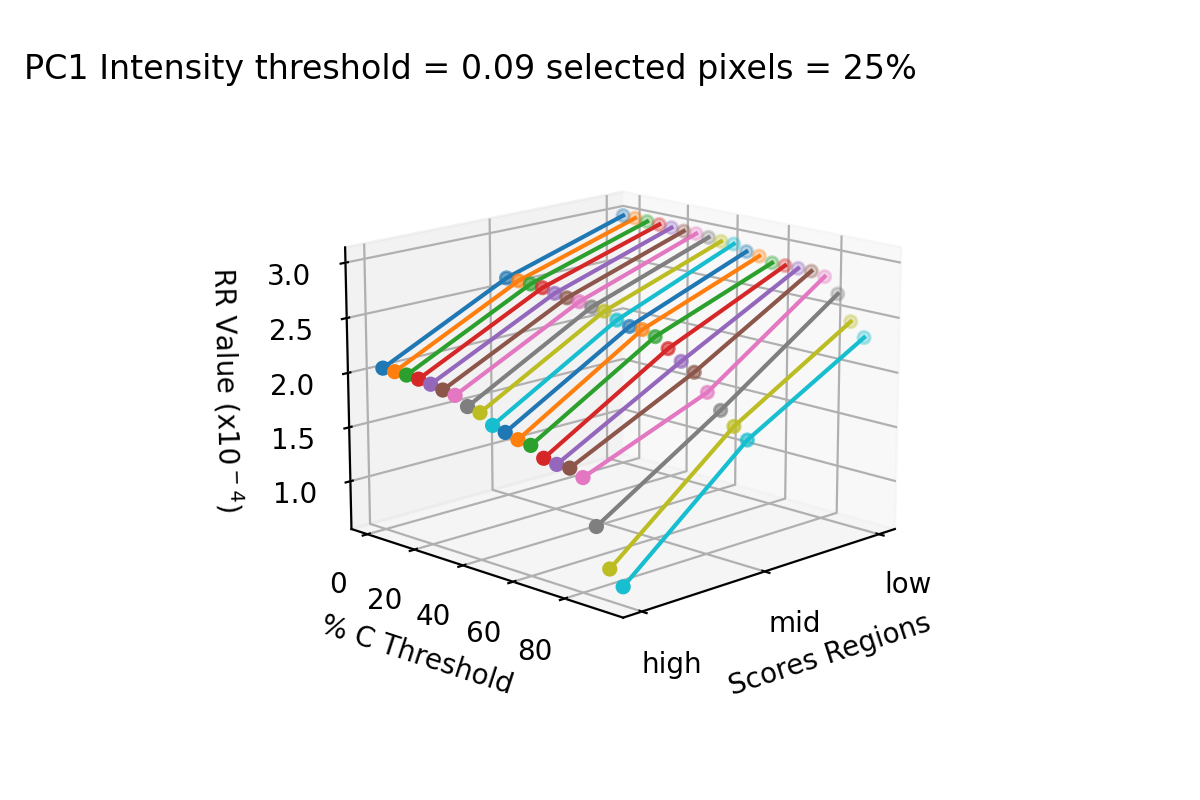 PC1 Intensity threshold = 0.09 selected pixels = 25%
3.0
2.5
2.0
1.5
1.0
RR Value (x10⁻⁴)
0
20
40
60
80
% C Threshold
high
mid
low
Scores Regions